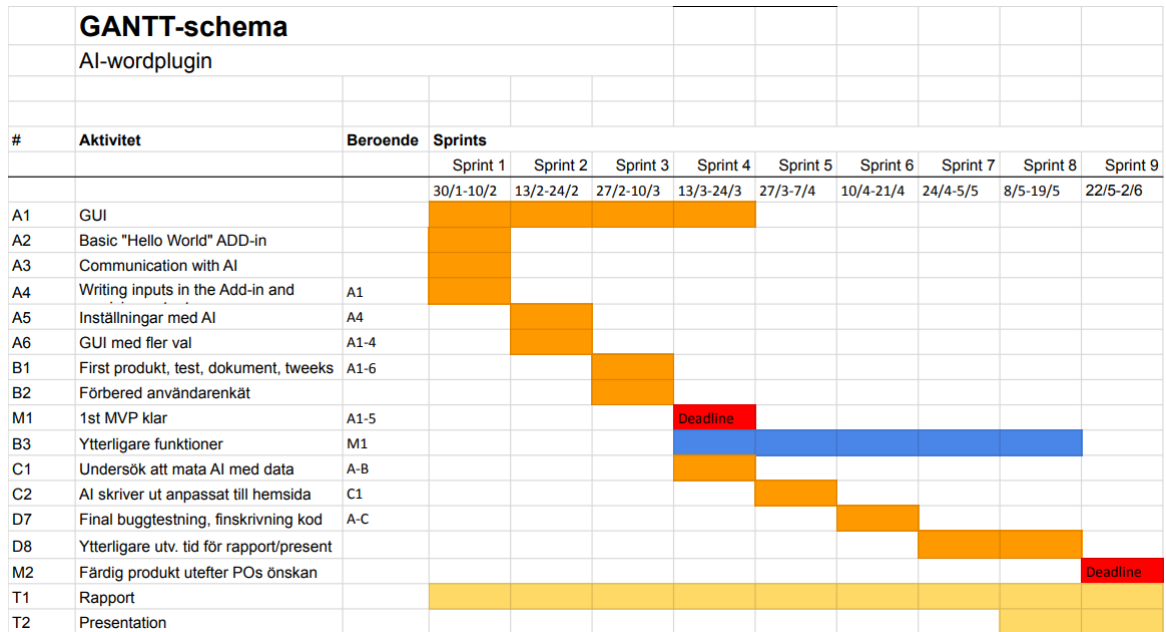 GANTT-schema
AI-wordplugin
# Aktivitet Beroende Sprints
Sprint 1 Sprint 2 Sprint 3 Sprint 4 Sprint 5 Sprint 6 Sprint 7 Sprint 8 Sprint 9
30/1-10/2 13/2-24/2 27/2-10/3 13/3-24/3 27/3-7/4 10/4-21/4 24/4-5/5 8/5-19/5 22/5-2/6
A1 GUI
A2 Basic "Hello World" ADD-in
A3 Communication with AI
A4 Writing inputs in the Add-in and A1
A5 Inställningar med AI A4
A6 GUI med fler val A1-4
B1 First produkt, test, dokument, tweeks A1-6
B2 Förbered användarenkät
M1 1st MVP klar A1-5 Deadline
B3 Ytterligare funktioner M1
C1 Undersök att mata AI med data A-B
C2 AI skriver ut anpassat till hemsida C1
D7 Final buggtestning, finskrivning kod A-C
D8 Ytterligare utv. tid för rapport/present
M2 Färdig produkt utefter POs önskan Deadline
T1 Rapport
T2 Presentation